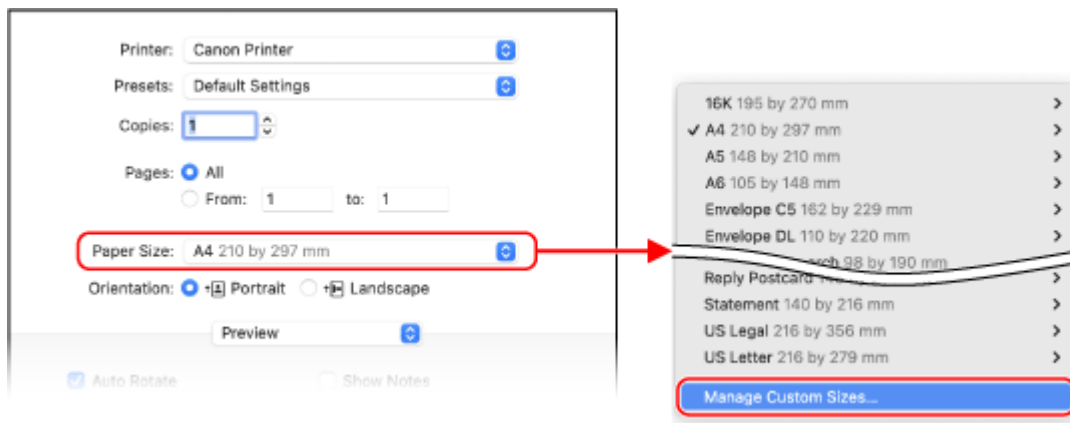 Printer: Canon Printer
Presets: Default Settings
Copies: 1
Pages: All
From: 1 to: 1
Paper Size: A4 210 by 297 mm
Orientation: Portrait Landscape
Preview
Auto Rotate Show Notes
16K 195 by 270 mm
✓ A4 210 by 297 mm
A5 148 by 210 mm
A6 105 by 148 mm
Envelope C5 162 by 229 mm
Envelope DL 110 by 220 mm
98 by 190 mm
Reply Postcard
Statement 140 by 216 mm
US Legal 216 by 356 mm
US Letter 216 by 279 mm
Manage Custom Sizes...